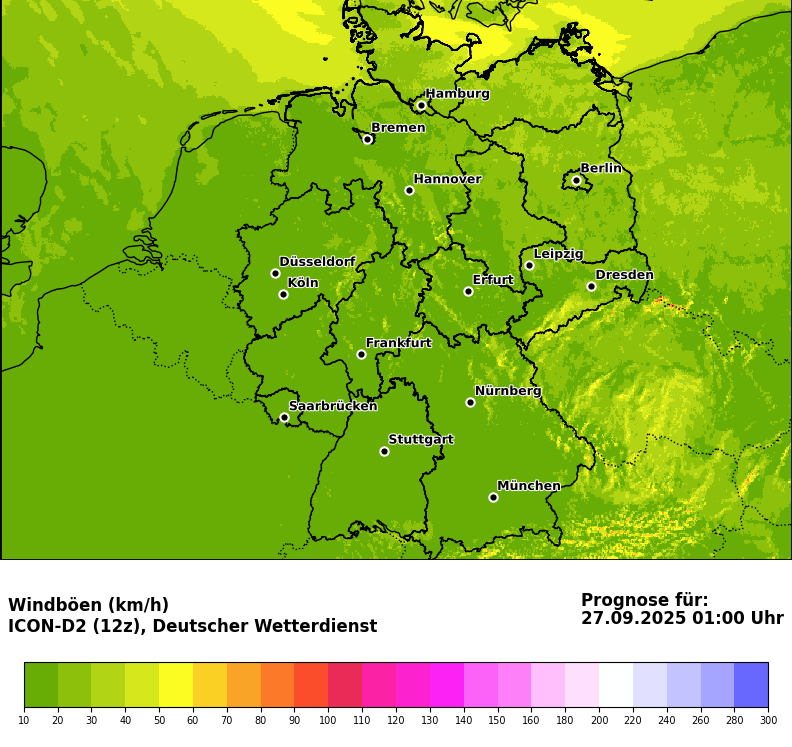 Hamburg
Bremen
Berlin
Hannover
Leipzig
Düsseldorf
Dresden
Köln
Erfurt
Frankfurt
Nürnberg
Saarbrücken
Stuttgart
München
Windböen (km/h)
ICON-D2 (12z), Deutscher Wetterdienst
Prognose für:
27.09.2025 01:00 Uhr
10 20 30 40 50 60 70 80 90 100 110 120 130 140 150 160 180 200 220 240 260 280 300